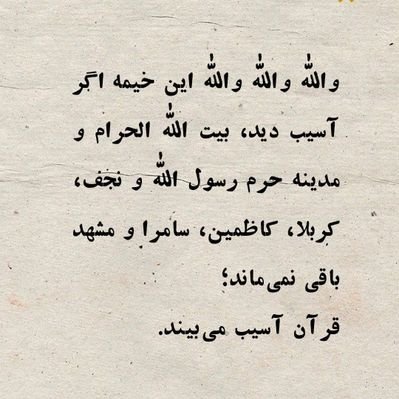 والله والله والله این خیمه اگر
آسیب دید، بیت الله الحرام و
مدینه حرم رسول الله و نجف،
کربلا، کاظمین، سامرا و مشهد
باقی نمی‌ماند؛
قرآن آسیب می‌بیند.